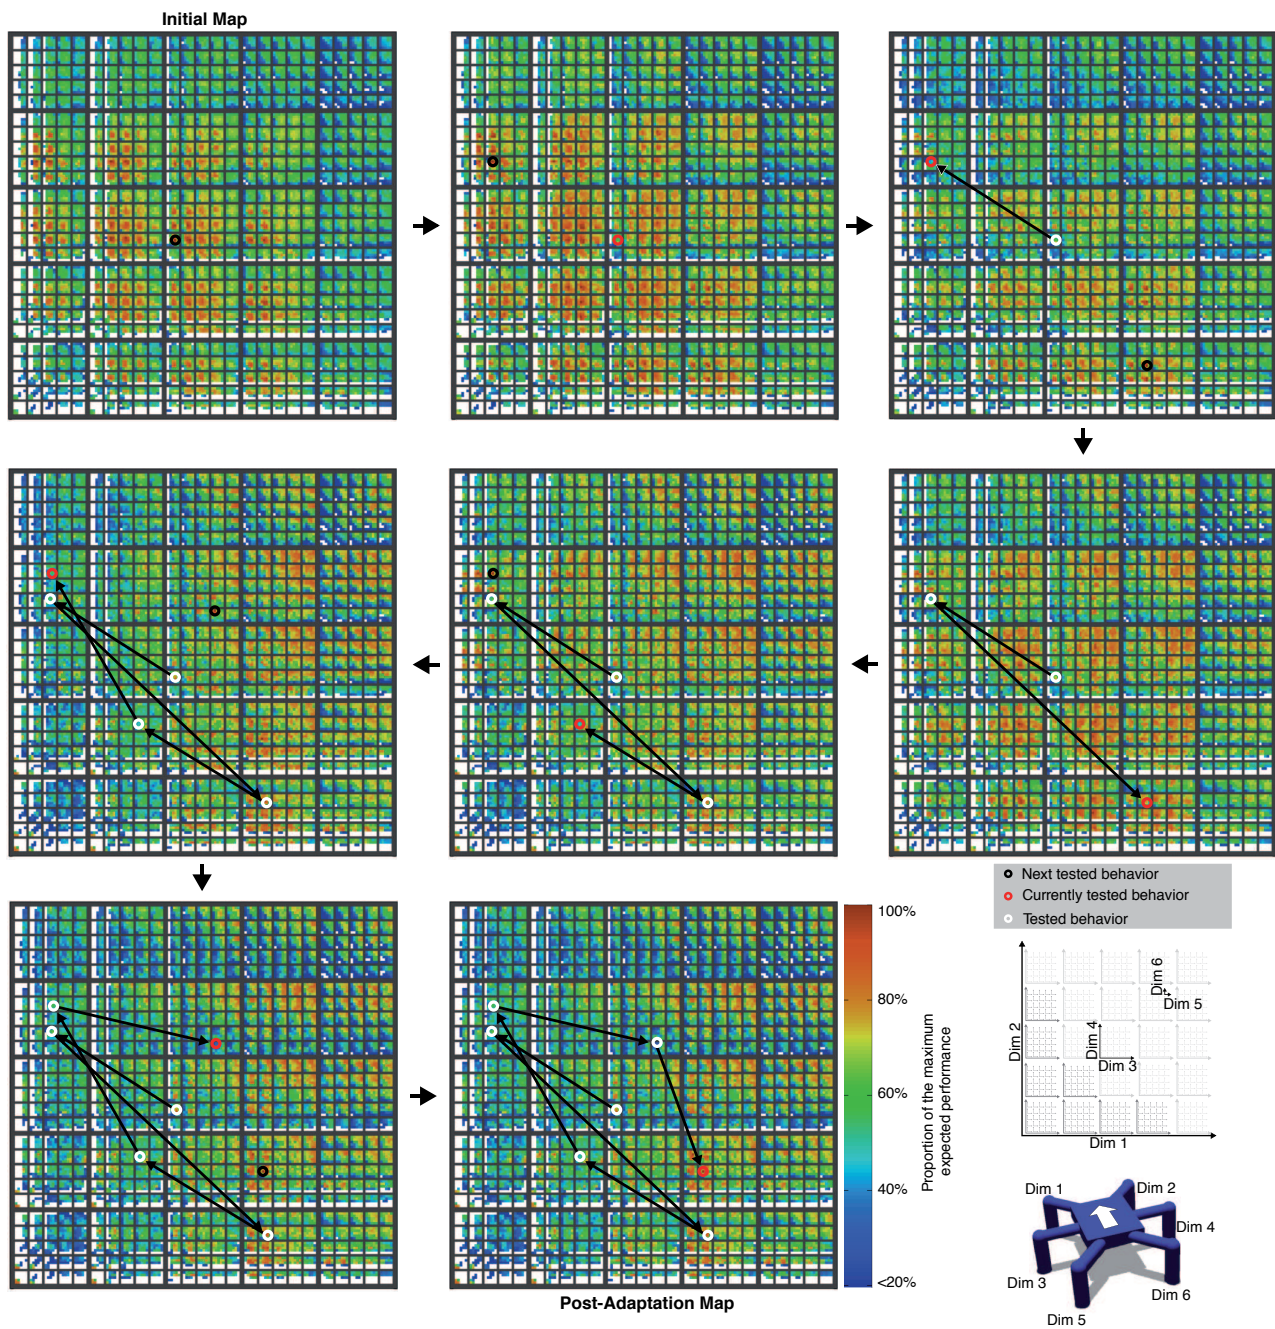 Initial Map
Next tested behavior
Currently tested behavior
Tested behavior
100%
80%
60%
40%
<20%
Proportion of the maximum
expected performance
Dim 6
Dim 5
Dim 2
Dim 4
Dim 3
Dim 1
Dim 1
Dim 2
Dim 4
Dim 3
Dim 6
Dim 5
Post-Adaptation Map